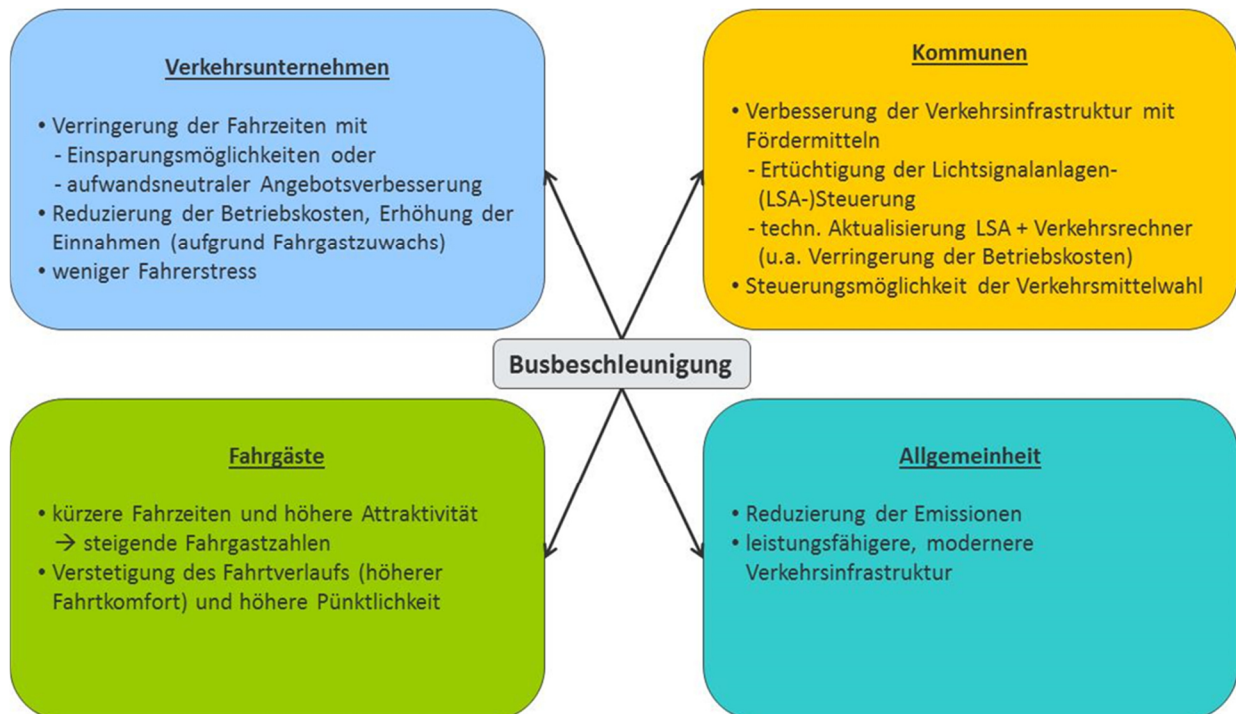 Verkehrsunternehmen
• Verringerung der Fahrzeiten mit
- Einsparungsmöglichkeiten oder
- aufwandsneutraler Angebotsverbesserung
• Reduzierung der Betriebskosten, Erhöhung der
Einnahmen (aufgrund Fahrgastzuwachs)
• weniger Fahrerstress
Kommunen
• Verbesserung der Verkehrsinfrastruktur mit
Fördermitteln
- Ertüchtigung der Lichtsignalanlagen-
(LSA-)Steuerung
- techn. Aktualisierung LSA + Verkehrsrechner
(u.a. Verringerung der Betriebskosten)
• Steuerungsmöglichkeit der Verkehrsmittelwahl
Busbeschleunigung
Fahrgäste
• kürzere Fahrzeiten und höhere Attraktivität
→ steigende Fahrgastzahlen
• Verstetigung des Fahrtverlaufs (höherer
Fahrtkomfort) und höhere Pünktlichkeit
Allgemeinheit
• Reduzierung der Emissionen
• leistungsfähigere, modernere
Verkehrsinfrastruktur